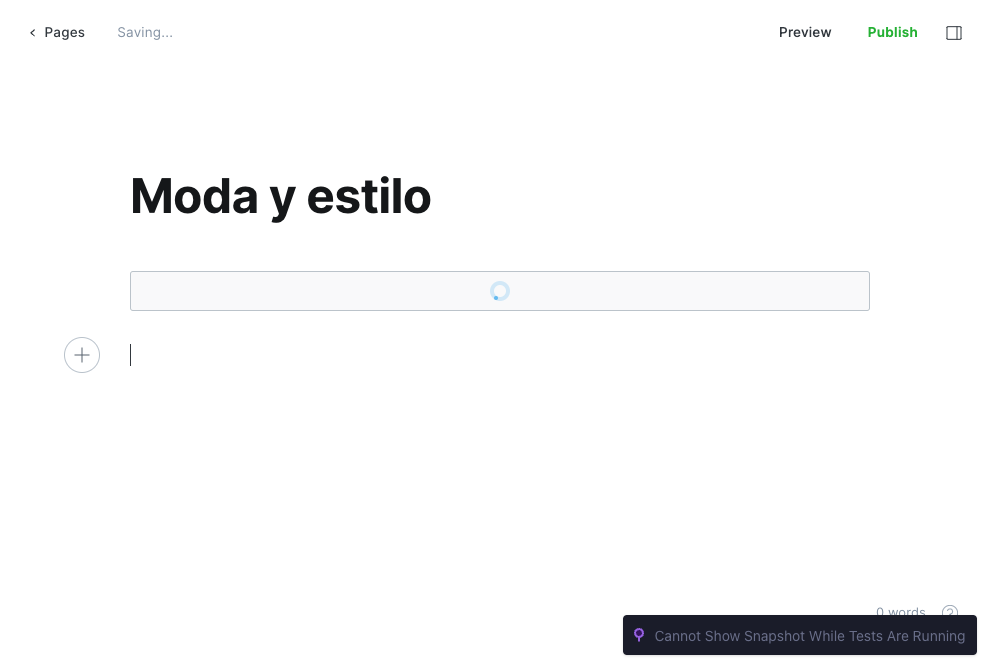 Pages
Saving...
Preview
Publish
Moda y estilo
0 words
Cannot Show Snapshot While Tests Are Running